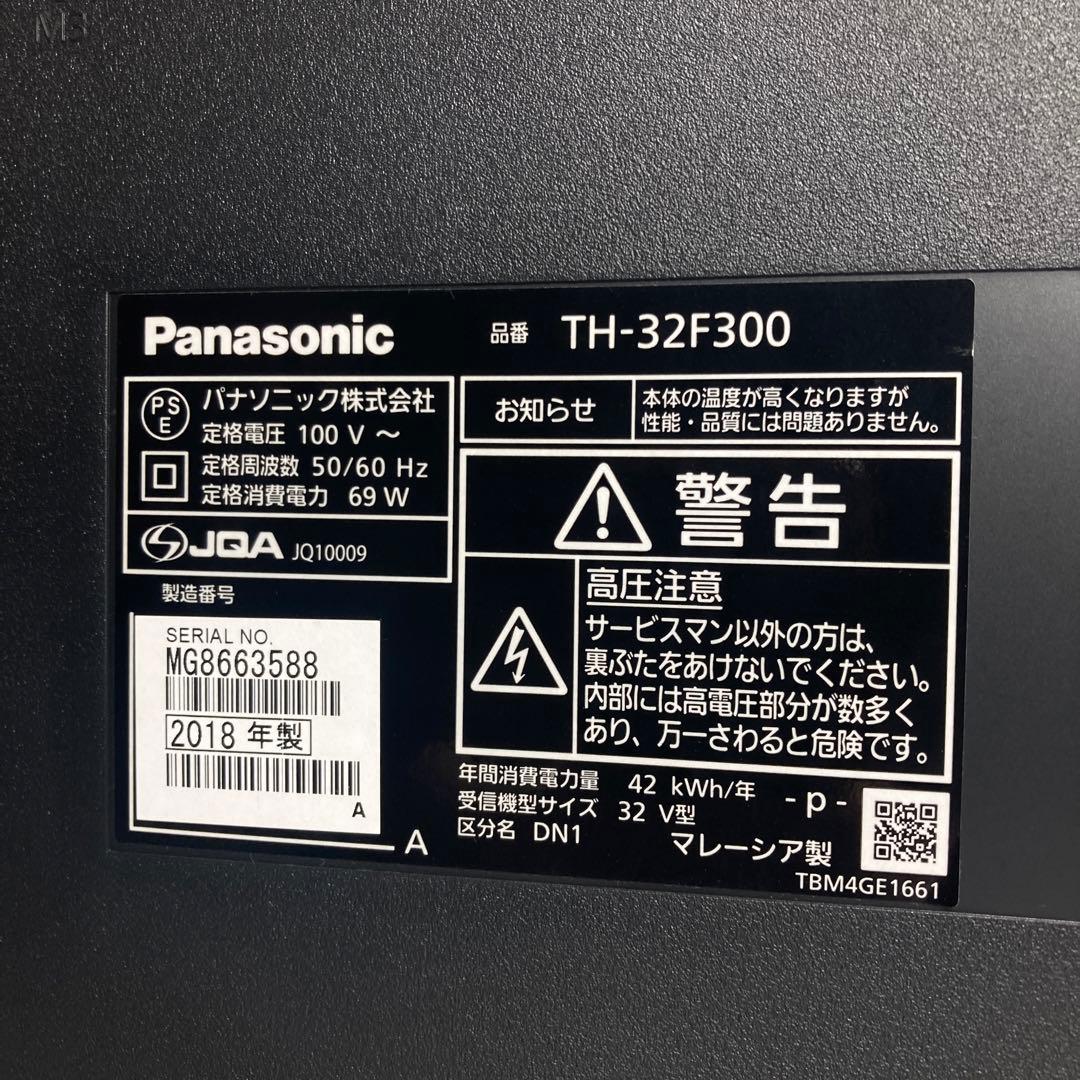 M3
Panasonic 品番 TH-32F300
PSE パナソニック株式会社
定格電圧 100 V ～
定格周波数 50/60 Hz
定格消費電力 69 W
JQA JQ10009
製造番号
SERIAL NO.
MG8663588
2018 年製
A
A
お知らせ
本体の温度が高くなりますが
性能・品質には問題ありません。
警告
高圧注意
サービスマン以外の方は、
裏ぶたをあけないでください。
内部には高電圧部分が数多く
あり、万一さわると危険です。
年間消費電力量 42 kWh/年
受信機型サイズ 32 V型
区分名 DN1
- p -
マレーシア製
TBM4GE1661